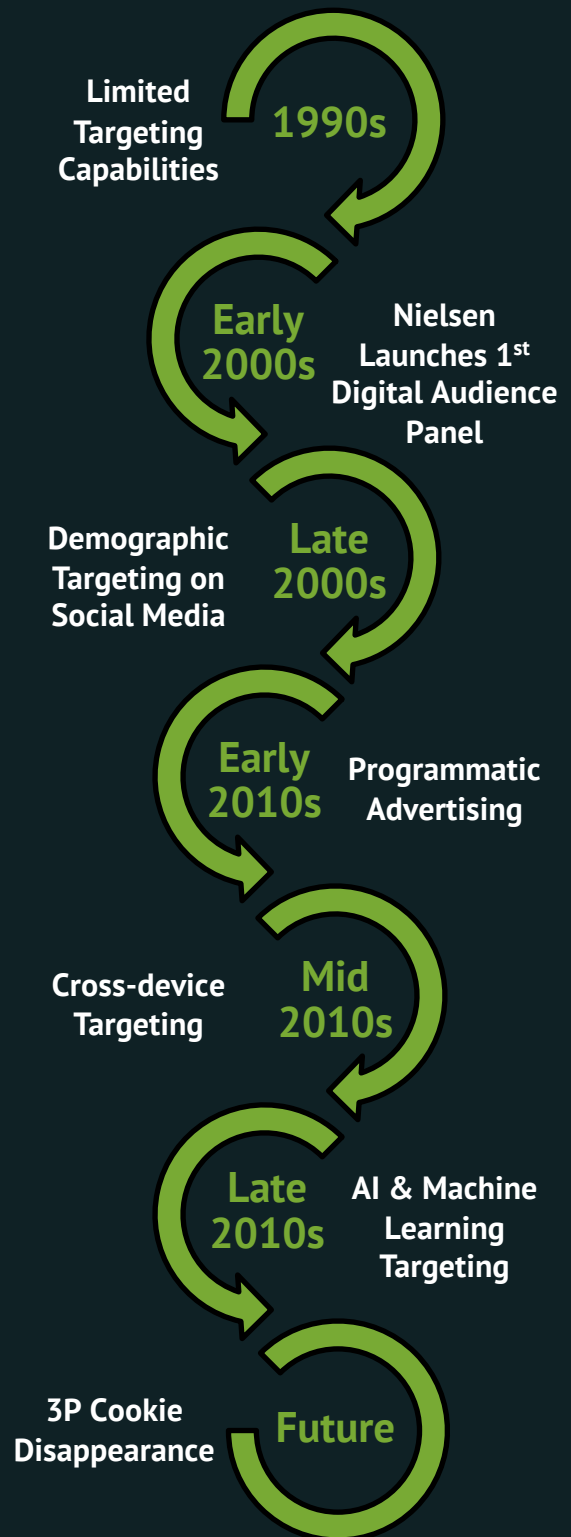 Limited
Targeting
Capabilities
1990s
Early
2000s
Nielsen
Launches 1st
Digital Audience
Panel
Demographic
Targeting on
Social Media
Late
2000s
Early
2010s
Programmatic
Advertising
Cross-device
Targeting
Mid
2010s
Late
2010s
AI & Machine
Learning
Targeting
3P Cookie
Disappearance
Future